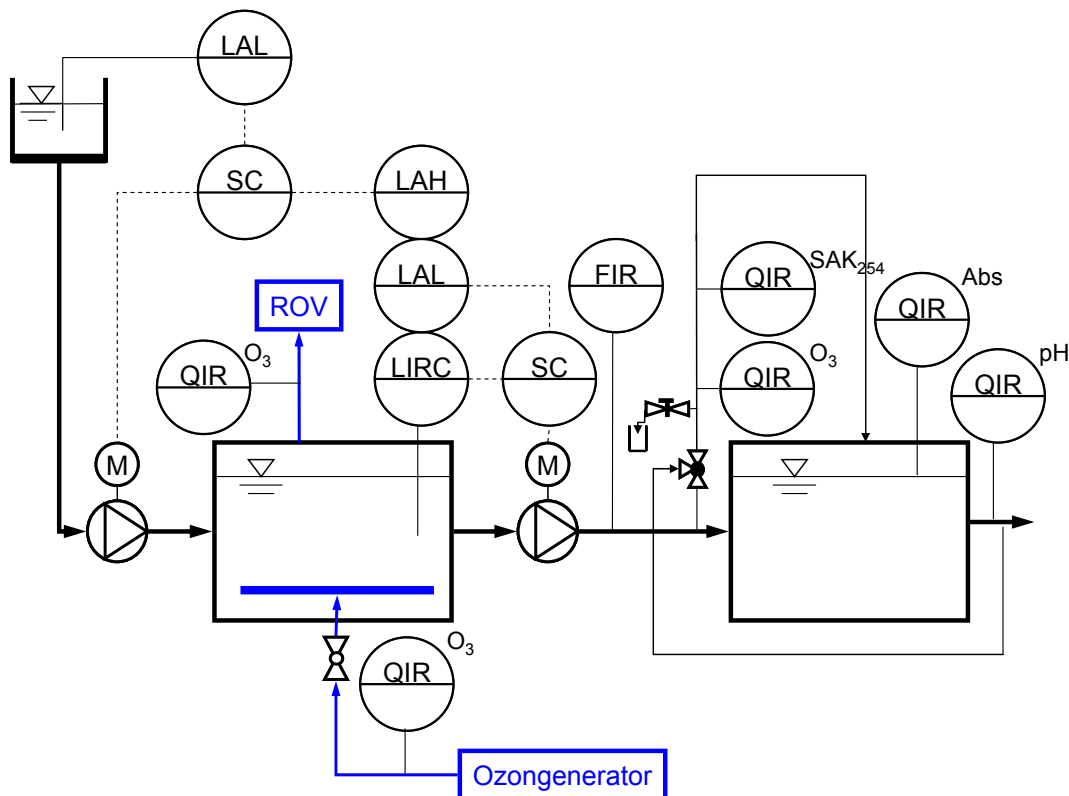 LAL
SC
LAH
LAL
FIR
QIR
SAK254
QIR
Abs
ROV
QIR
O3
LIRC
SC
QIR
O3
QIR
pH
M
M
QIR
O3
Ozongenerator